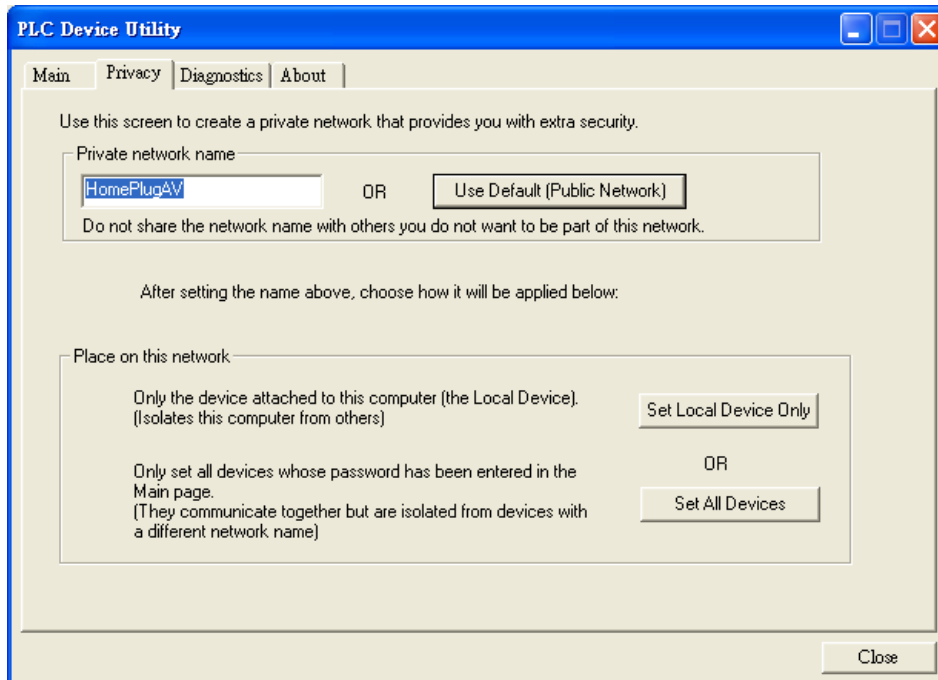 PLC Device Utility
Main Privacy Diagnostics About
Use this screen to create a private network that provides you with extra security.
Private network name
HomePlugAV OR Use Default (Public Network)
Do not share the network name with others you do not want to be part of this network.
After setting the name above, choose how it will be applied below:
Place on this network
Only the device attached to this computer (the Local Device).
(Isolates this computer from others)
Set Local Device Only
OR
Only set all devices whose password has been entered in the
Main page.
(They communicate together but are isolated from devices with
a different network name)
Set All Devices
Close